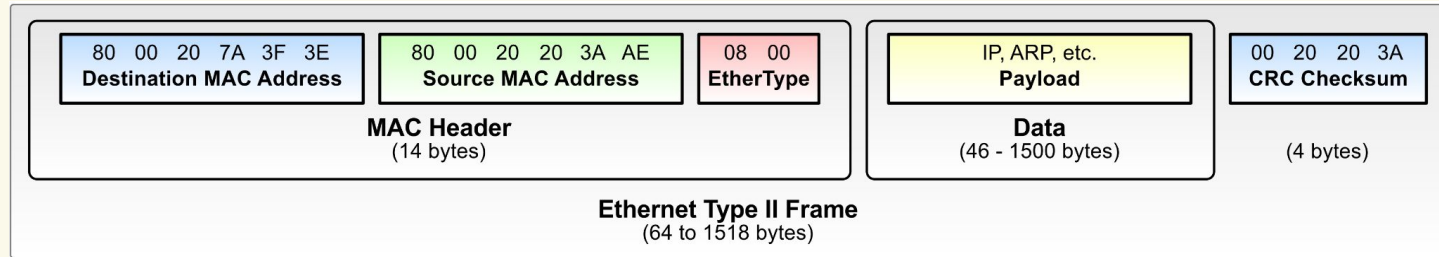 80 00 20 7A 3F 3E
Destination MAC Address
80 00 20 20 3A AE
Source MAC Address
08 00
EtherType
IP, ARP, etc.
Payload
00 20 20 3A
CRC Checksum
MAC Header
(14 bytes)
Data
(46 - 1500 bytes)
(4 bytes)
Ethernet Type II Frame
(64 to 1518 bytes)